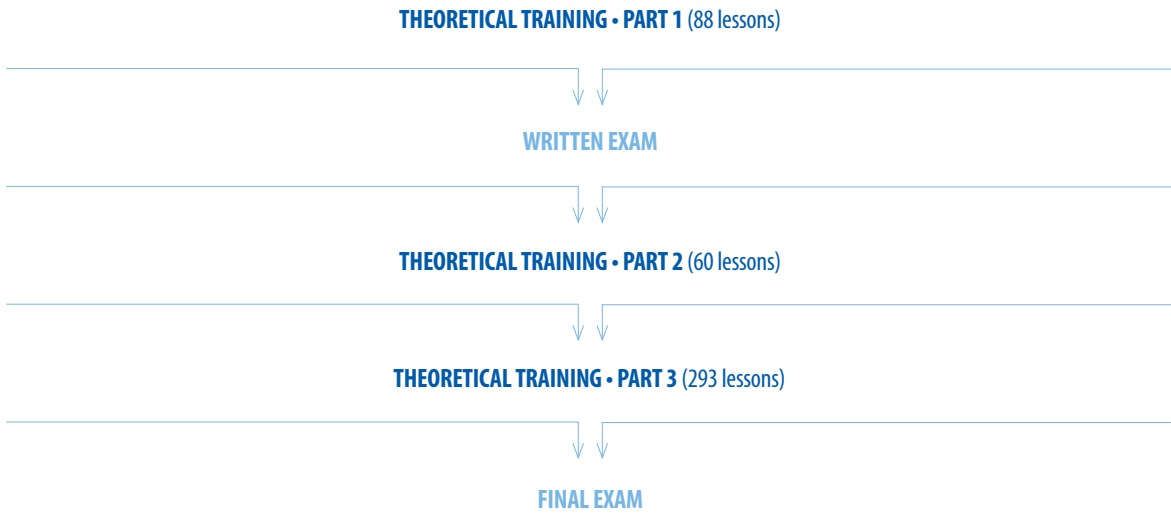 THEORETICAL TRAINING • PART 1 (88 lessons)
WRITTEN EXAM
THEORETICAL TRAINING • PART 2 (60 lessons)
THEORETICAL TRAINING • PART 3 (293 lessons)
FINAL EXAM